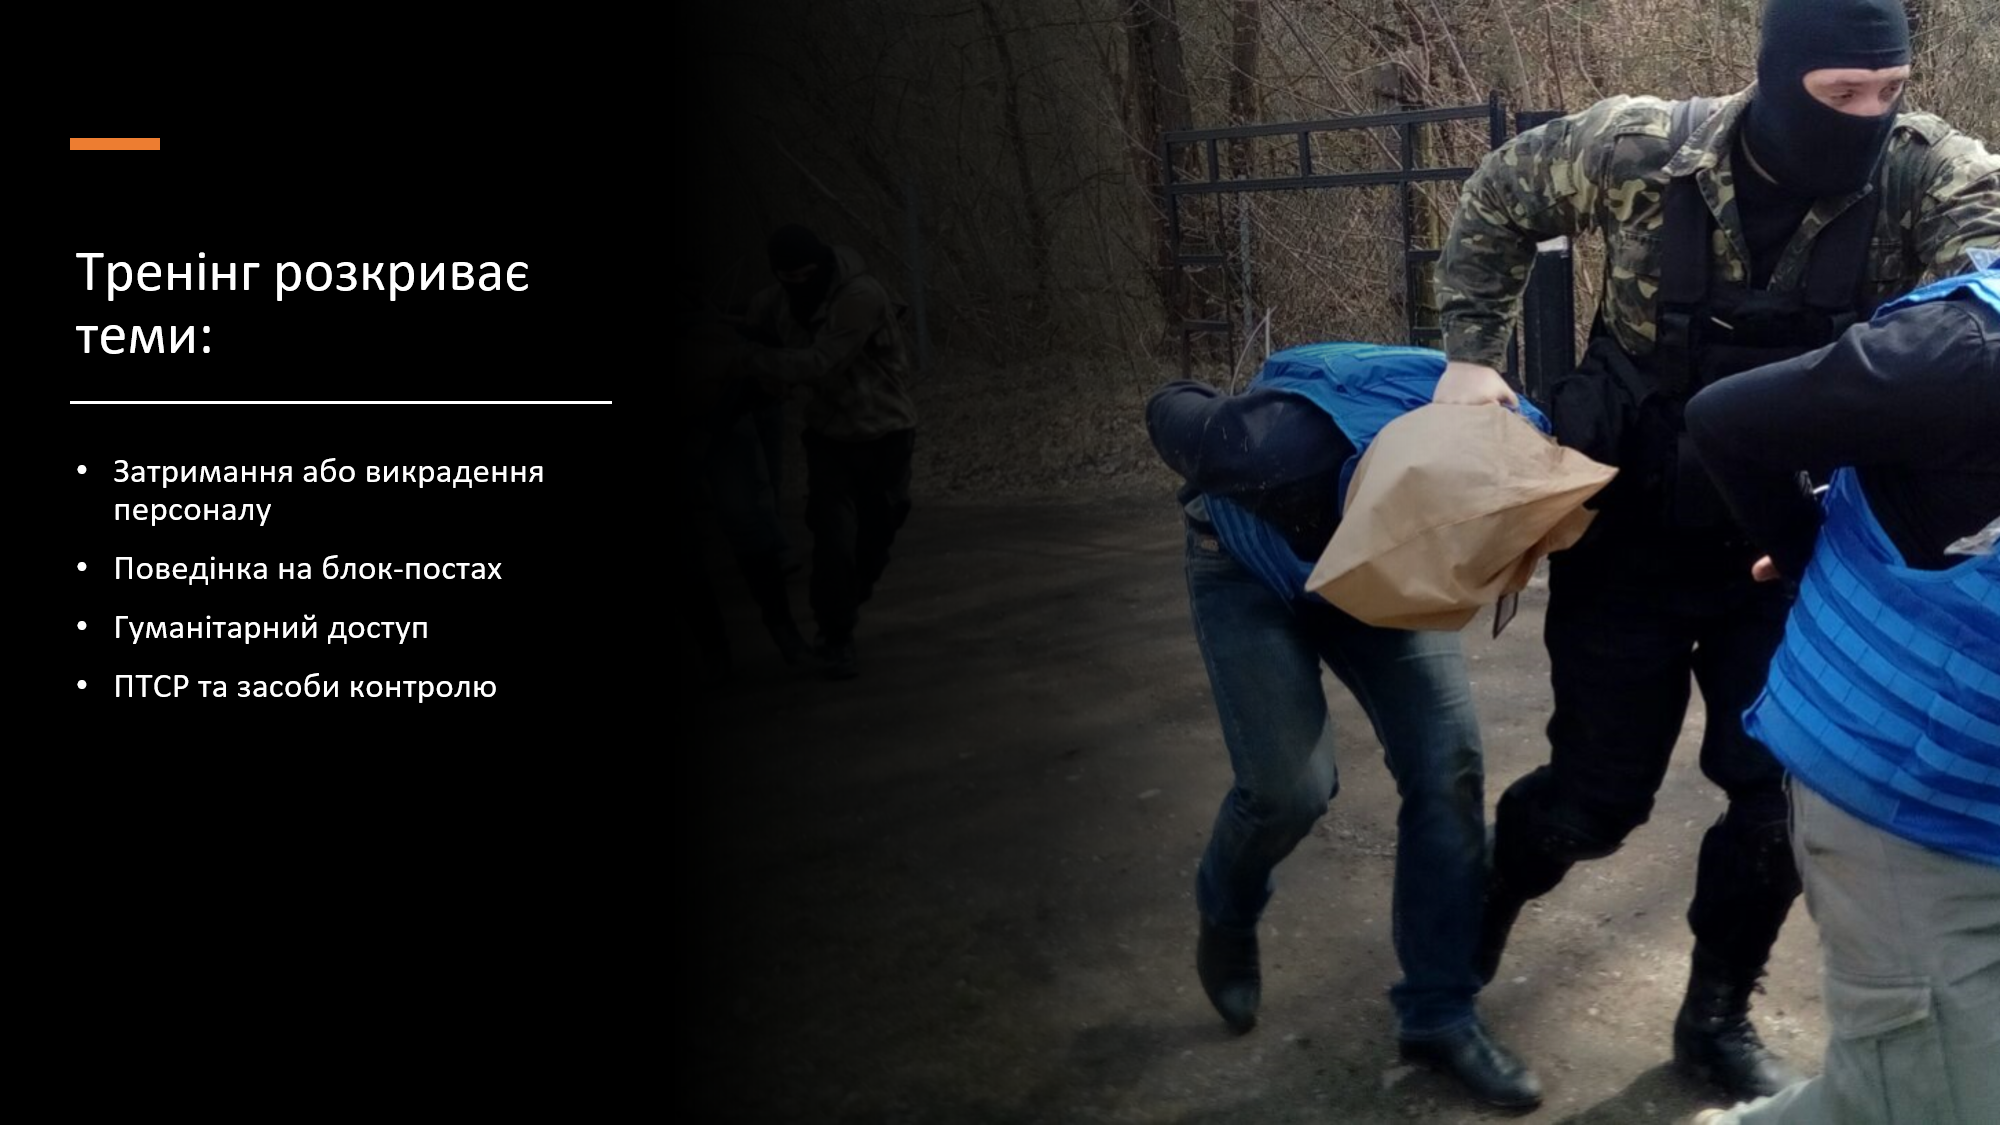 Тренінг розкриває
теми:
• Затримання або викрадення
персоналу
• Поведінка на блок-постах
• Гуманітарний доступ
• ПТСР та засоби контролю